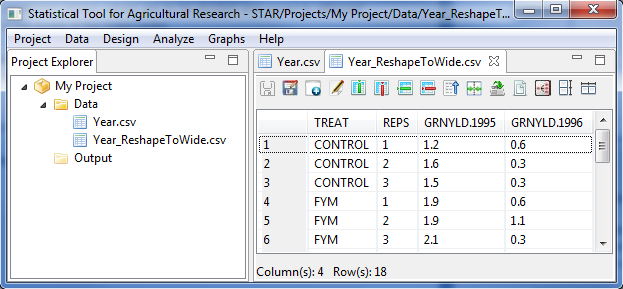 Statistical Tool for Agricultural Research - STAR/Projects/My Project/Data/Year_ReshapeT...
Project Data Design Analyze Graphs Help
Project Explorer
My Project
Data
Year.csv
Year_ReshapeToWide.csv
Output
Year.csv Year_ReshapeToWide.csv
TREAT REPS GRNYLD.1995 GRNYLD.1996
1 CONTROL 1 1.2 0.6
2 CONTROL 2 1.6 0.3
3 CONTROL 3 1.5 0.3
4 FYM 1 1.9 0.6
5 FYM 2 1.9 1.1
6 FYM 3 2.1 0.3
Column(s): 4 Row(s): 18